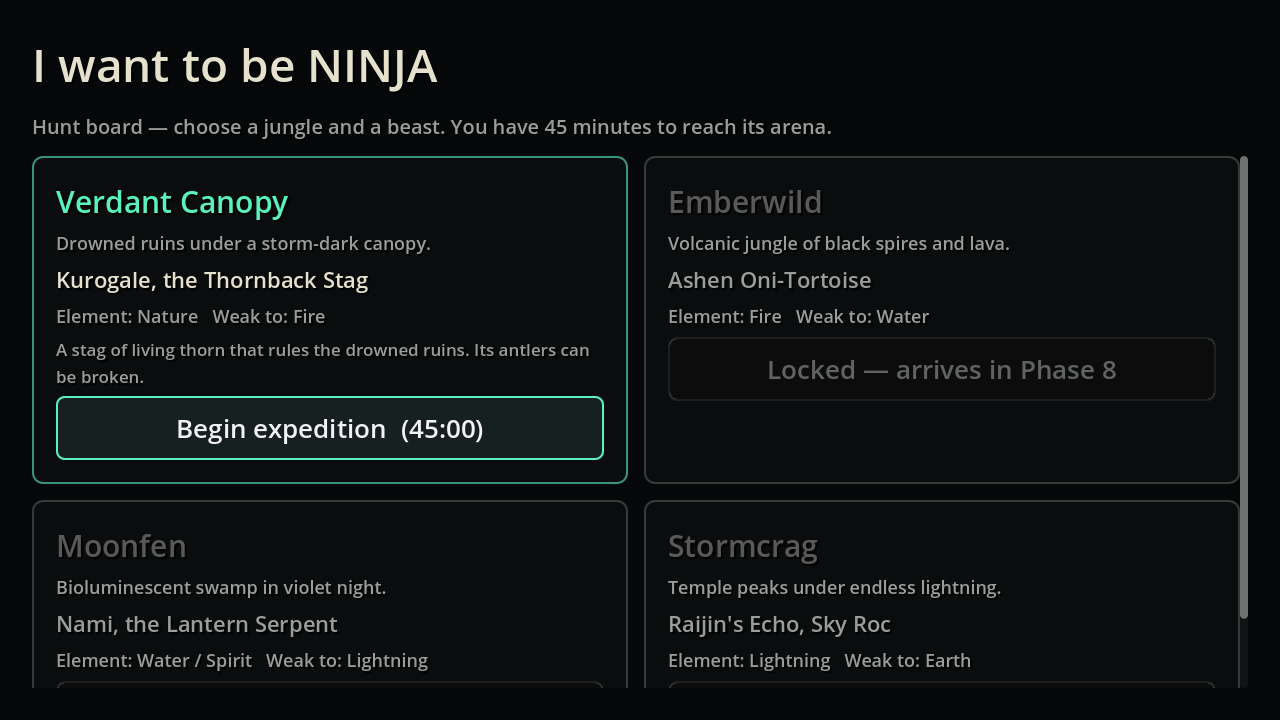 I want to be NINJA
Hunt board — choose a jungle and a beast. You have 45 minutes to reach its arena.
Verdant Canopy
Drowned ruins under a storm-dark canopy.
Kurogale, the Thornback Stag
Element: Nature   Weak to: Fire
A stag of living thorn that rules the drowned ruins. Its antlers can
be broken.
Begin expedition  (45:00)
Emberwild
Volcanic jungle of black spires and lava.
Ashen Oni-Tortoise
Element: Fire   Weak to: Water
Locked — arrives in Phase 8
Moonfen
Bioluminescent swamp in violet night.
Nami, the Lantern Serpent
Element: Water / Spirit   Weak to: Lightning
Stormcrag
Temple peaks under endless lightning.
Raijin's Echo, Sky Roc
Element: Lightning   Weak to: Earth